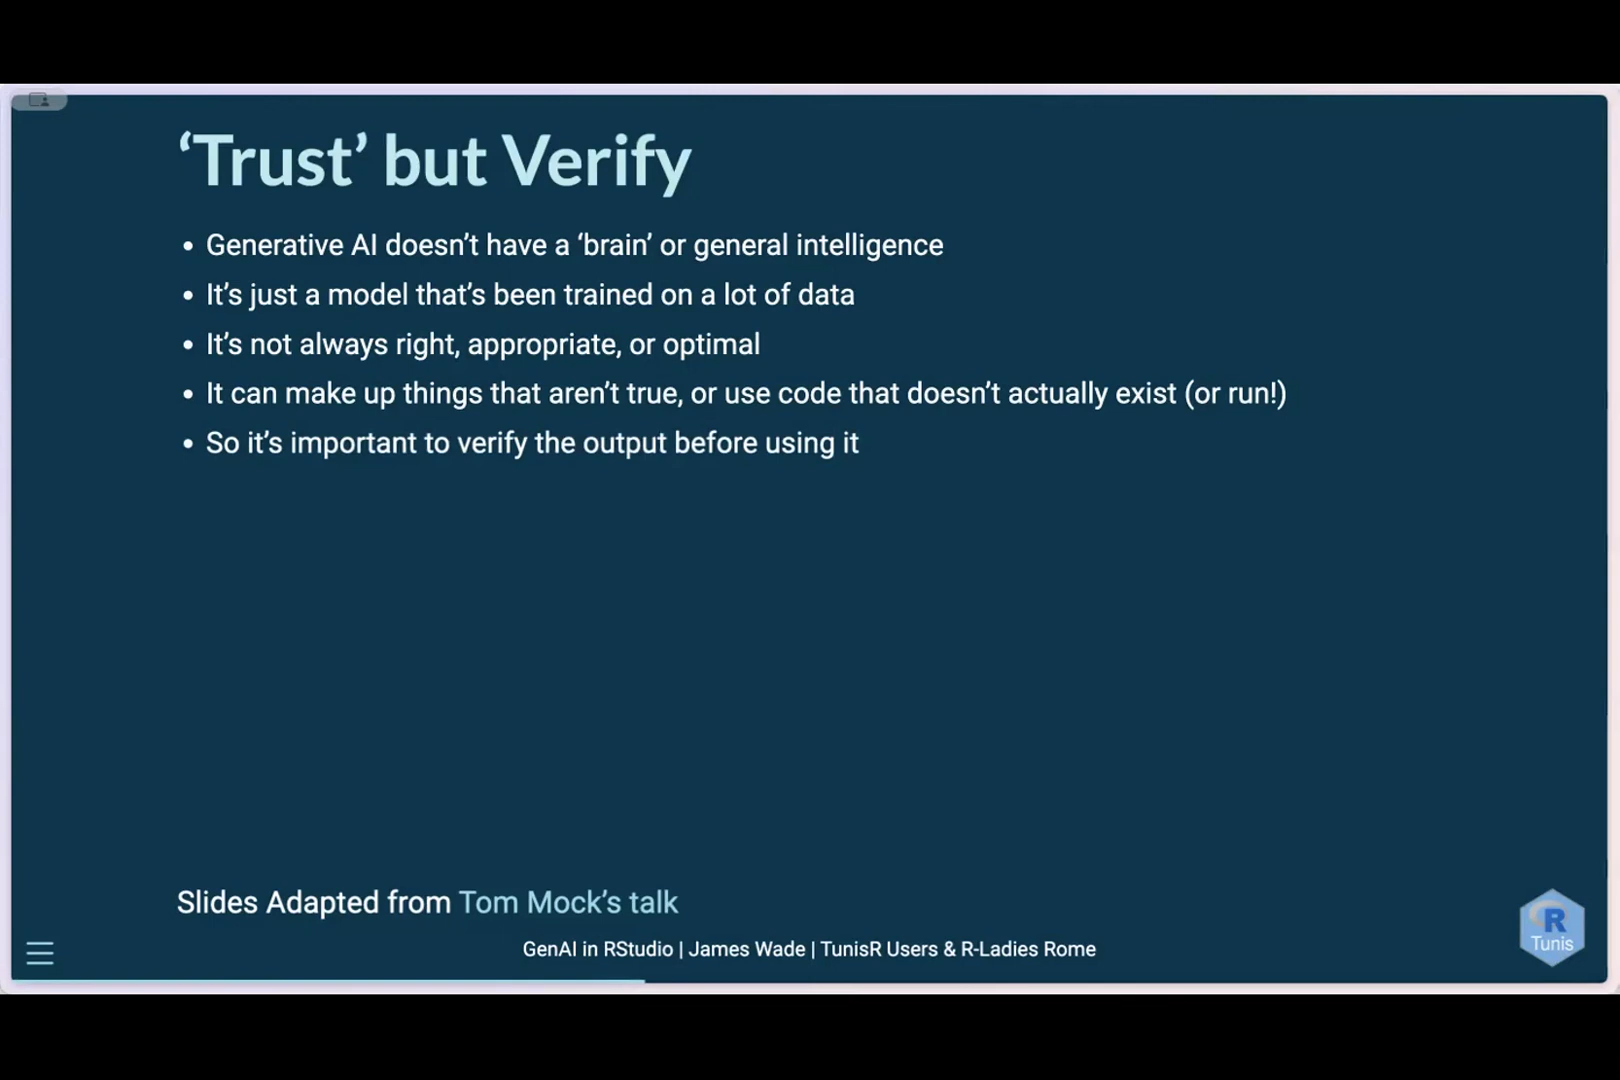 ‘Trust’ but Verify
• Generative AI doesn’t have a ‘brain’ or general intelligence
• It’s just a model that’s been trained on a lot of data
• It’s not always right, appropriate, or optimal
• It can make up things that aren’t true, or use code that doesn’t actually exist (or run!)
• So it’s important to verify the output before using it
Slides Adapted from Tom Mock’s talk
GenAI in RStudio | James Wade | TunisR Users & R-Ladies Rome
R
Tunis